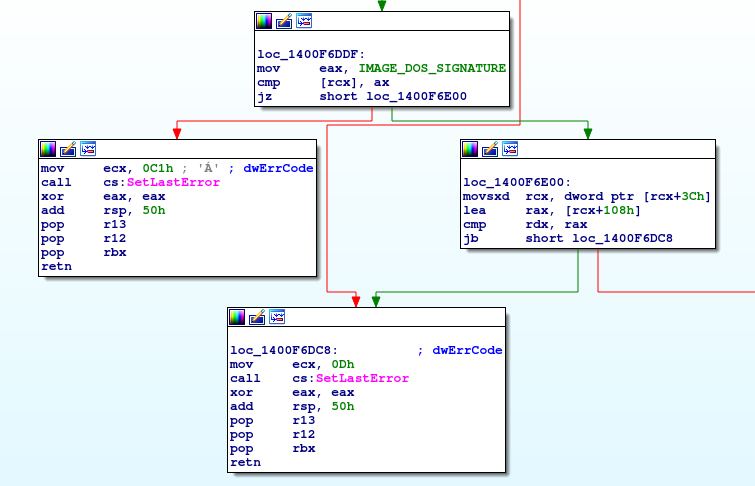 loc_1400F6DDF:
mov eax, IMAGE_DOS_SIGNATURE
cmp [rcx], ax
jz short loc_1400F6E00
mov ecx, 0C1h ; 'Á' ; dwErrCode
call cs:SetLastError
xor eax, eax
add rsp, 50h
pop r13
pop r12
pop rbx
retn
loc_1400F6E00:
movsxd rcx, dword ptr [rcx+3Ch]
lea rax, [rcx+108h]
cmp rdx, rax
jb short loc_1400F6DC8
loc_1400F6DC8: ; dwErrCode
mov ecx, 0Dh
call cs:SetLastError
xor eax, eax
add rsp, 50h
pop r13
pop r12
pop rbx
retn